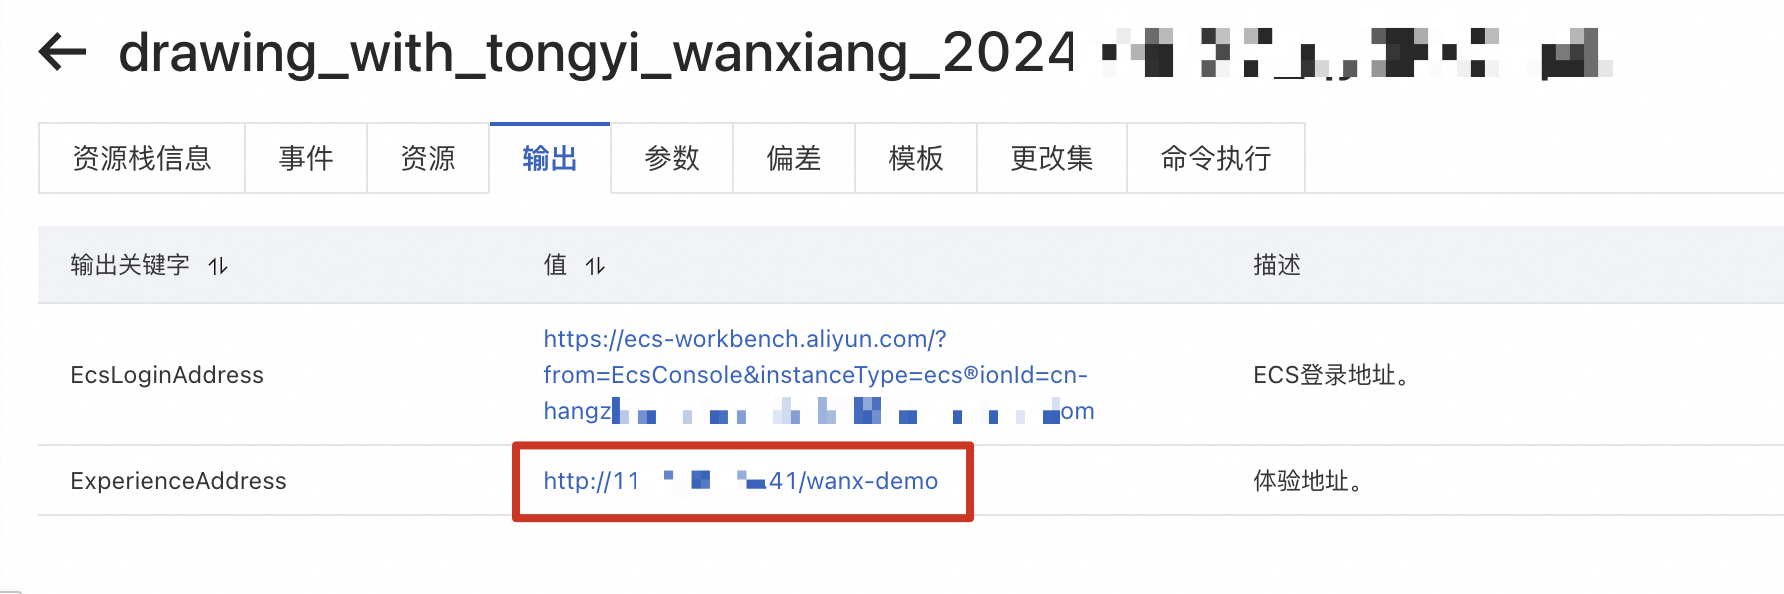 drawing_with_tongyi_wanxiang_2024
资源栈信息 事件 资源 输出 参数 偏差 模板 更改集 命令执行
输出关键字 值 描述
https://ecs-workbench.aliyun.com/?
EcsLoginAddress from=EcsConsole&instanceType=ecs®ionId=cn- ECS登录地址。
hangz om
ExperienceAddress http://11 .41/wanx-demo 体验地址。